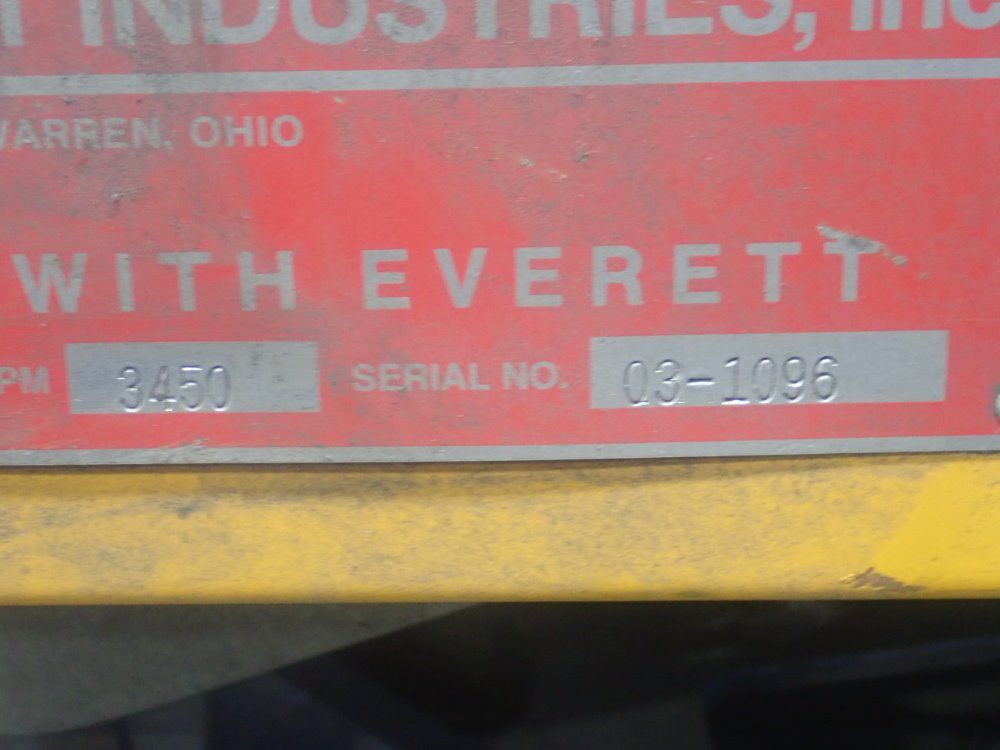 INDUSTRIES, Inc
WARREN, OHIO
WITH EVERETT
PM 3450 SERIAL NO. 03-1096